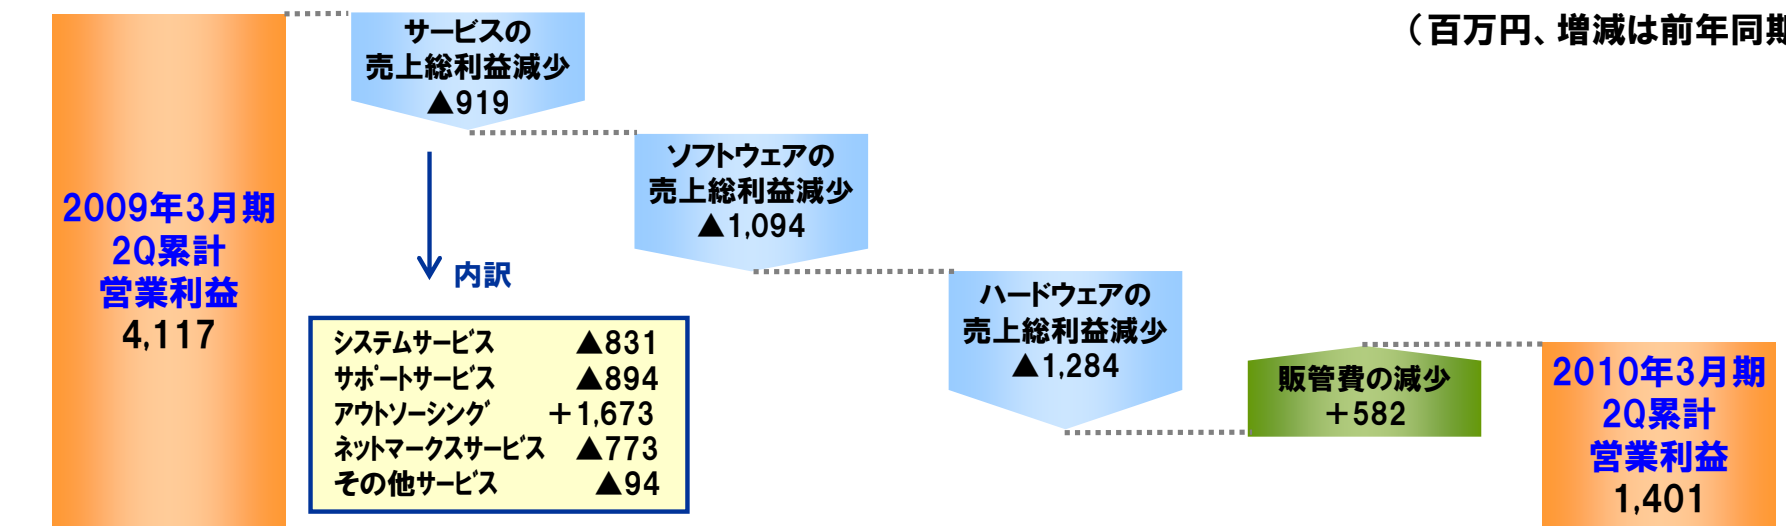 （百万円、増減は前年同期
サービスの
売上総利益減少
▲919
ソフトウェアの
売上総利益減少
▲1,094
ハードウェアの
売上総利益減少
▲1,284
販管費の減少
＋582
2009年3月期
2Q累計
営業利益
4,117
内訳
システムサービス ▲831
サポートサービス ▲894
アウトソーシング ＋1,673
ネットマークスサービス ▲773
その他サービス ▲94
2010年3月期
2Q累計
営業利益
1,401